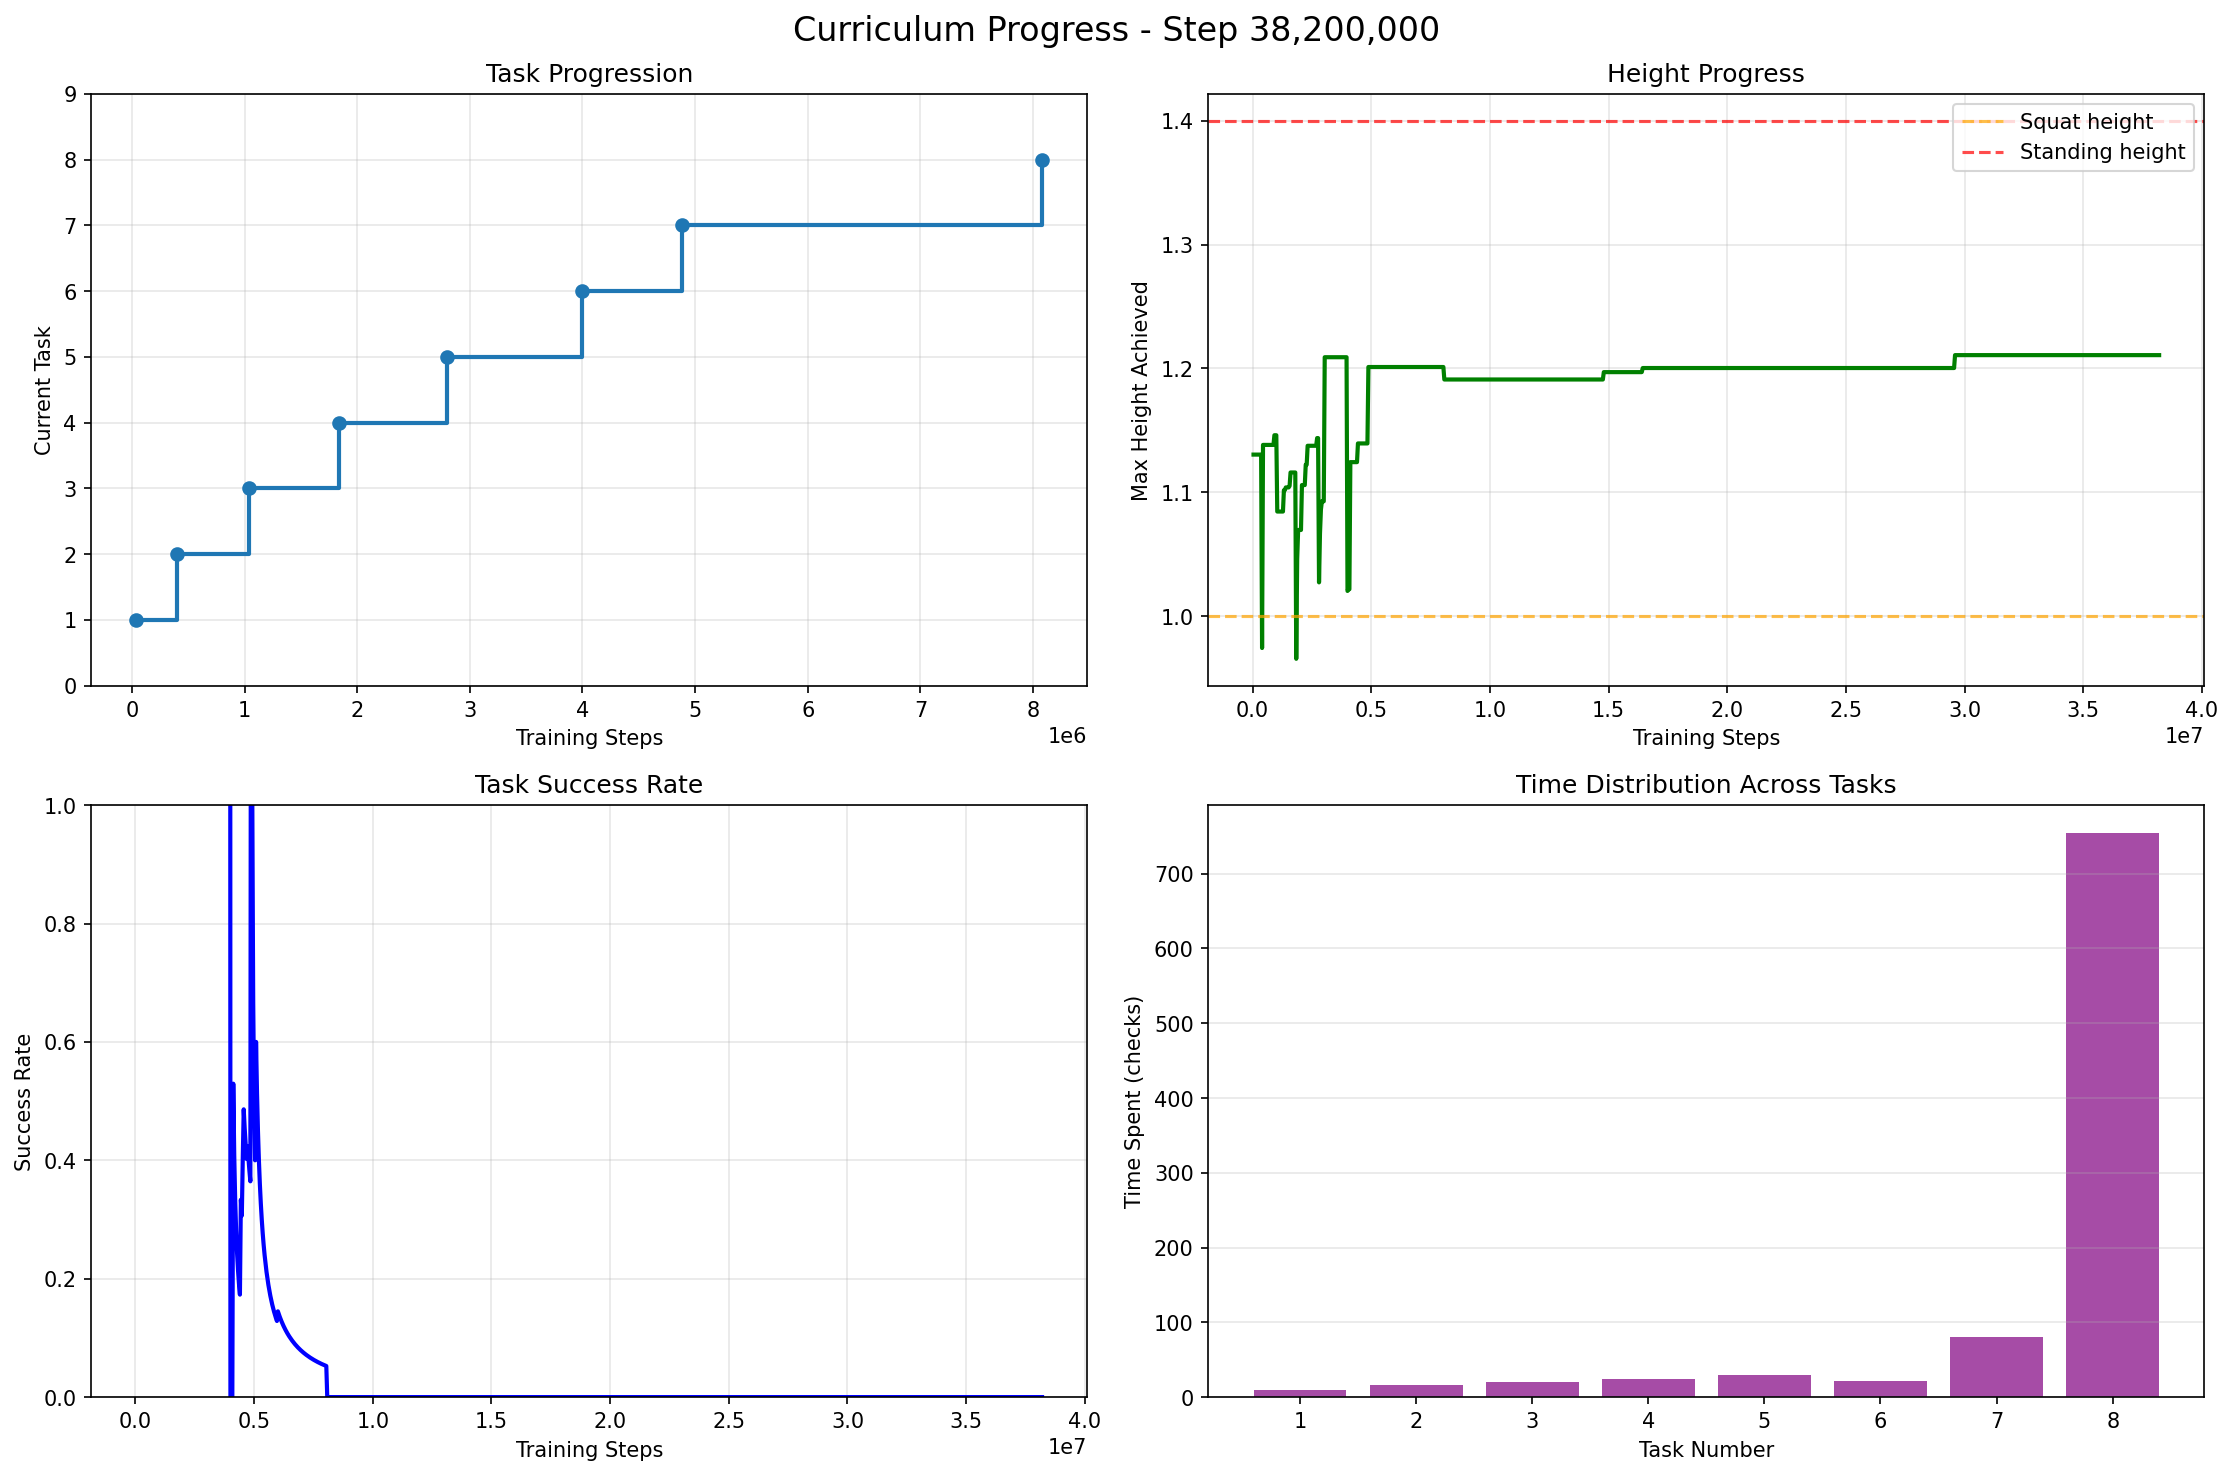 Curriculum Progress - Step 38,200,000
Task Progression
9
8
7
6
5
4
3
2
1
0
Current Task
0 1 2 3 4 5 6 7 8
1e6
Training Steps
Height Progress
Squat height
Standing height
1.4
1.3
1.2
1.1
1.0
Max Height Achieved
0.0 0.5 1.0 1.5 2.0 2.5 3.0 3.5 4.0
1e7
Training Steps
Task Success Rate
1.0
0.8
0.6
0.4
0.2
0.0
Success Rate
0.0 0.5 1.0 1.5 2.0 2.5 3.0 3.5 4.0
1e7
Training Steps
Time Distribution Across Tasks
700
600
500
400
300
200
100
0
Time Spent (checks)
1 2 3 4 5 6 7 8
Task Number